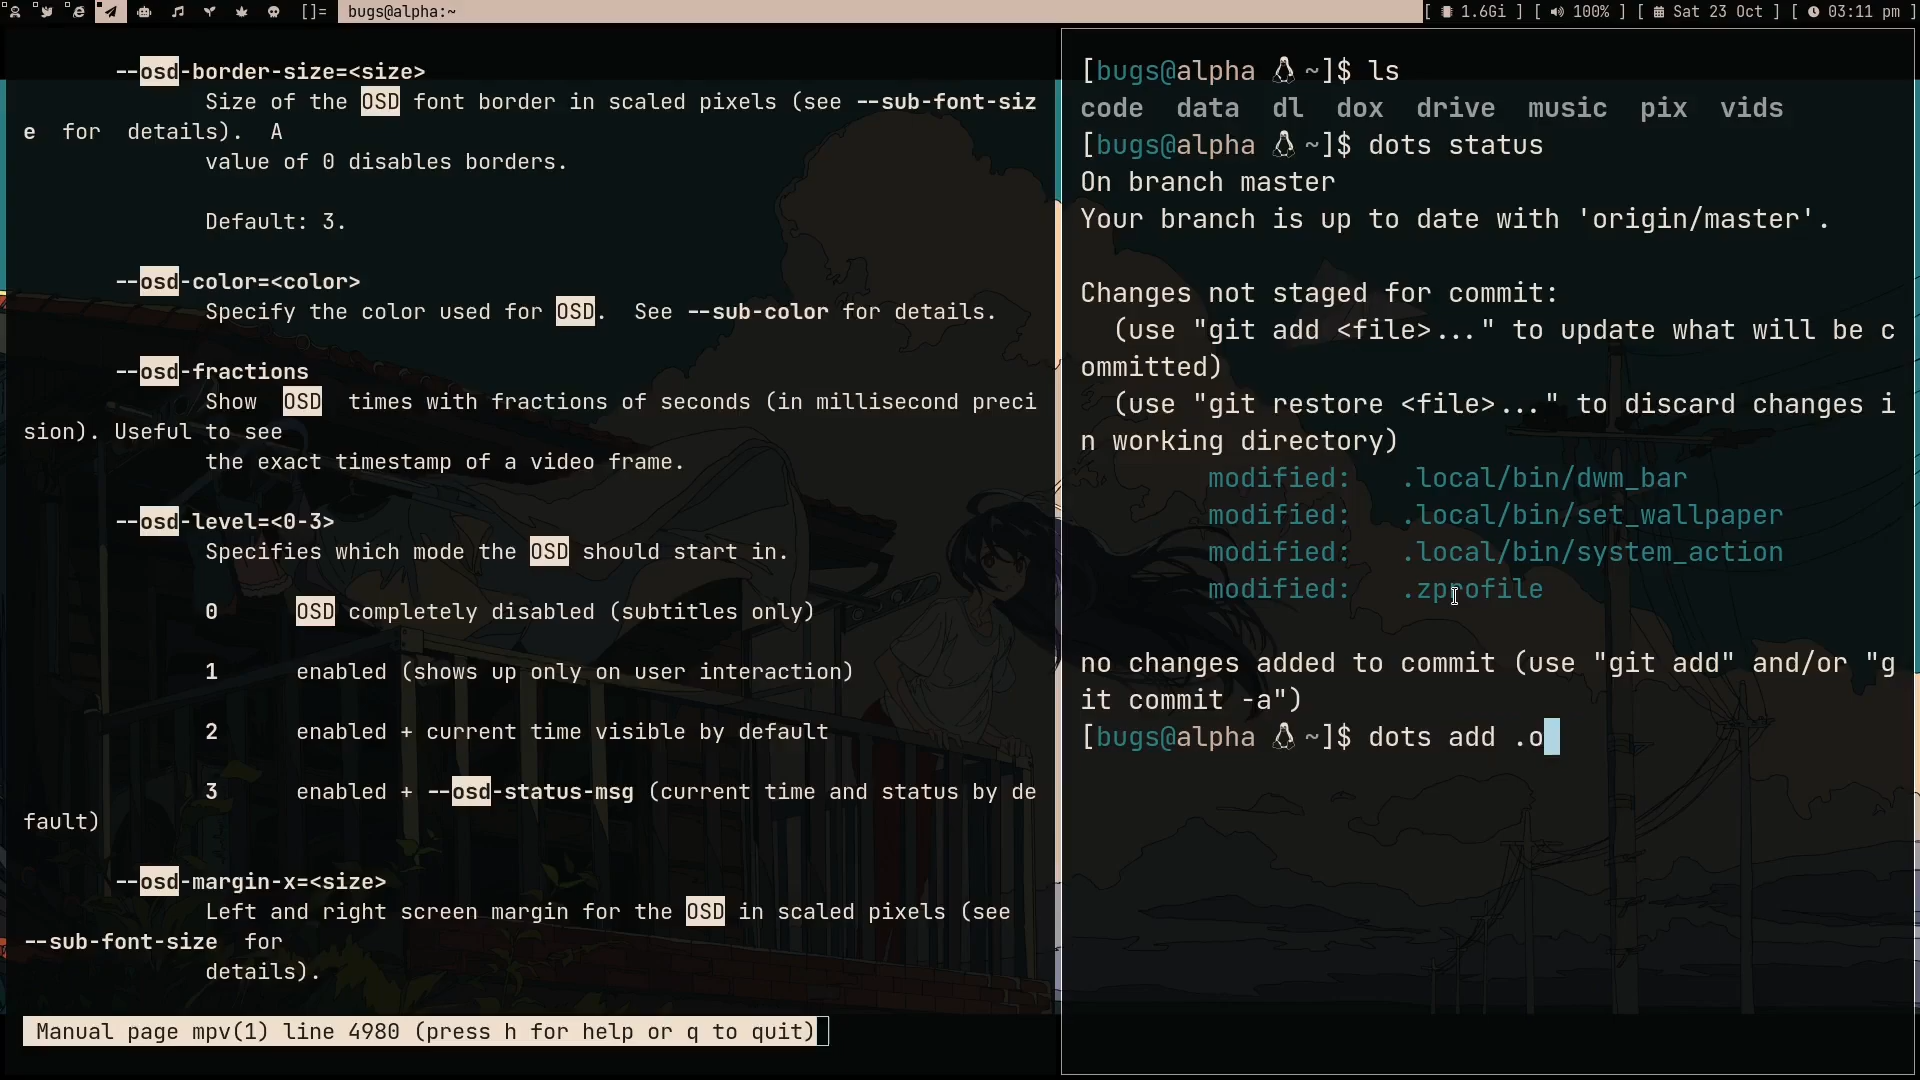 []= bugs@alpha:~ [ 1.6Gi ] [ 100% ] [ Sat 23 Oct ] [ 03:11 pm ]
--osd-border-size=<size>
Size of the OSD font border in scaled pixels (see --sub-font-siz
e for details). A
value of 0 disables borders.
Default: 3.
--osd-color=<color>
Specify the color used for OSD. See --sub-color for details.
--osd-fractions
Show OSD times with fractions of seconds (in millisecond preci
sion). Useful to see
the exact timestamp of a video frame.
--osd-level=<0-3>
Specifies which mode the OSD should start in.
0 OSD completely disabled (subtitles only)
1 enabled (shows up only on user interaction)
2 enabled + current time visible by default
3 enabled + --osd-status-msg (current time and status by de
fault)
--osd-margin-x=<size>
Left and right screen margin for the OSD in scaled pixels (see
--sub-font-size for
details).
Manual page mpv(1) line 4980 (press h for help or q to quit)
[bugs@alpha ~]$ ls
code data dl dox drive music pix vids
[bugs@alpha ~]$ dots status
On branch master
Your branch is up to date with 'origin/master'.
Changes not staged for commit:
(use "git add <file>..." to update what will be c
ommitted)
(use "git restore <file>..." to discard changes i
n working directory)
modified: .local/bin/dwm_bar
modified: .local/bin/set_wallpaper
modified: .local/bin/system_action
modified: .zprofile
no changes added to commit (use "git add" and/or "g
it commit -a")
[bugs@alpha ~]$ dots add .o